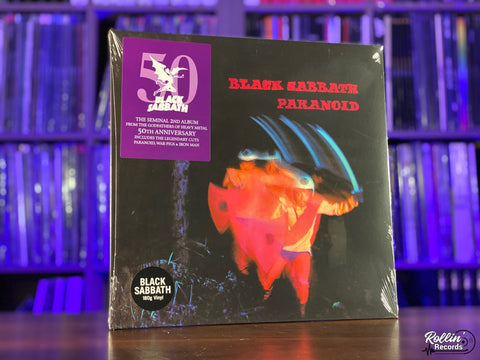 50
BLACK
SABBATH
THE SEMINAL 2ND ALBUM
FROM THE GODFATHERS OF HEAVY METAL
50TH ANNIVERSARY
INCLUDES THE LEGENDARY CUTS
PARANOID, WAR PIGS & IRON MAN
BLACK SABBATH
PARANOID
BLACK
SABBATH
180g Vinyl
Rollin'
Records